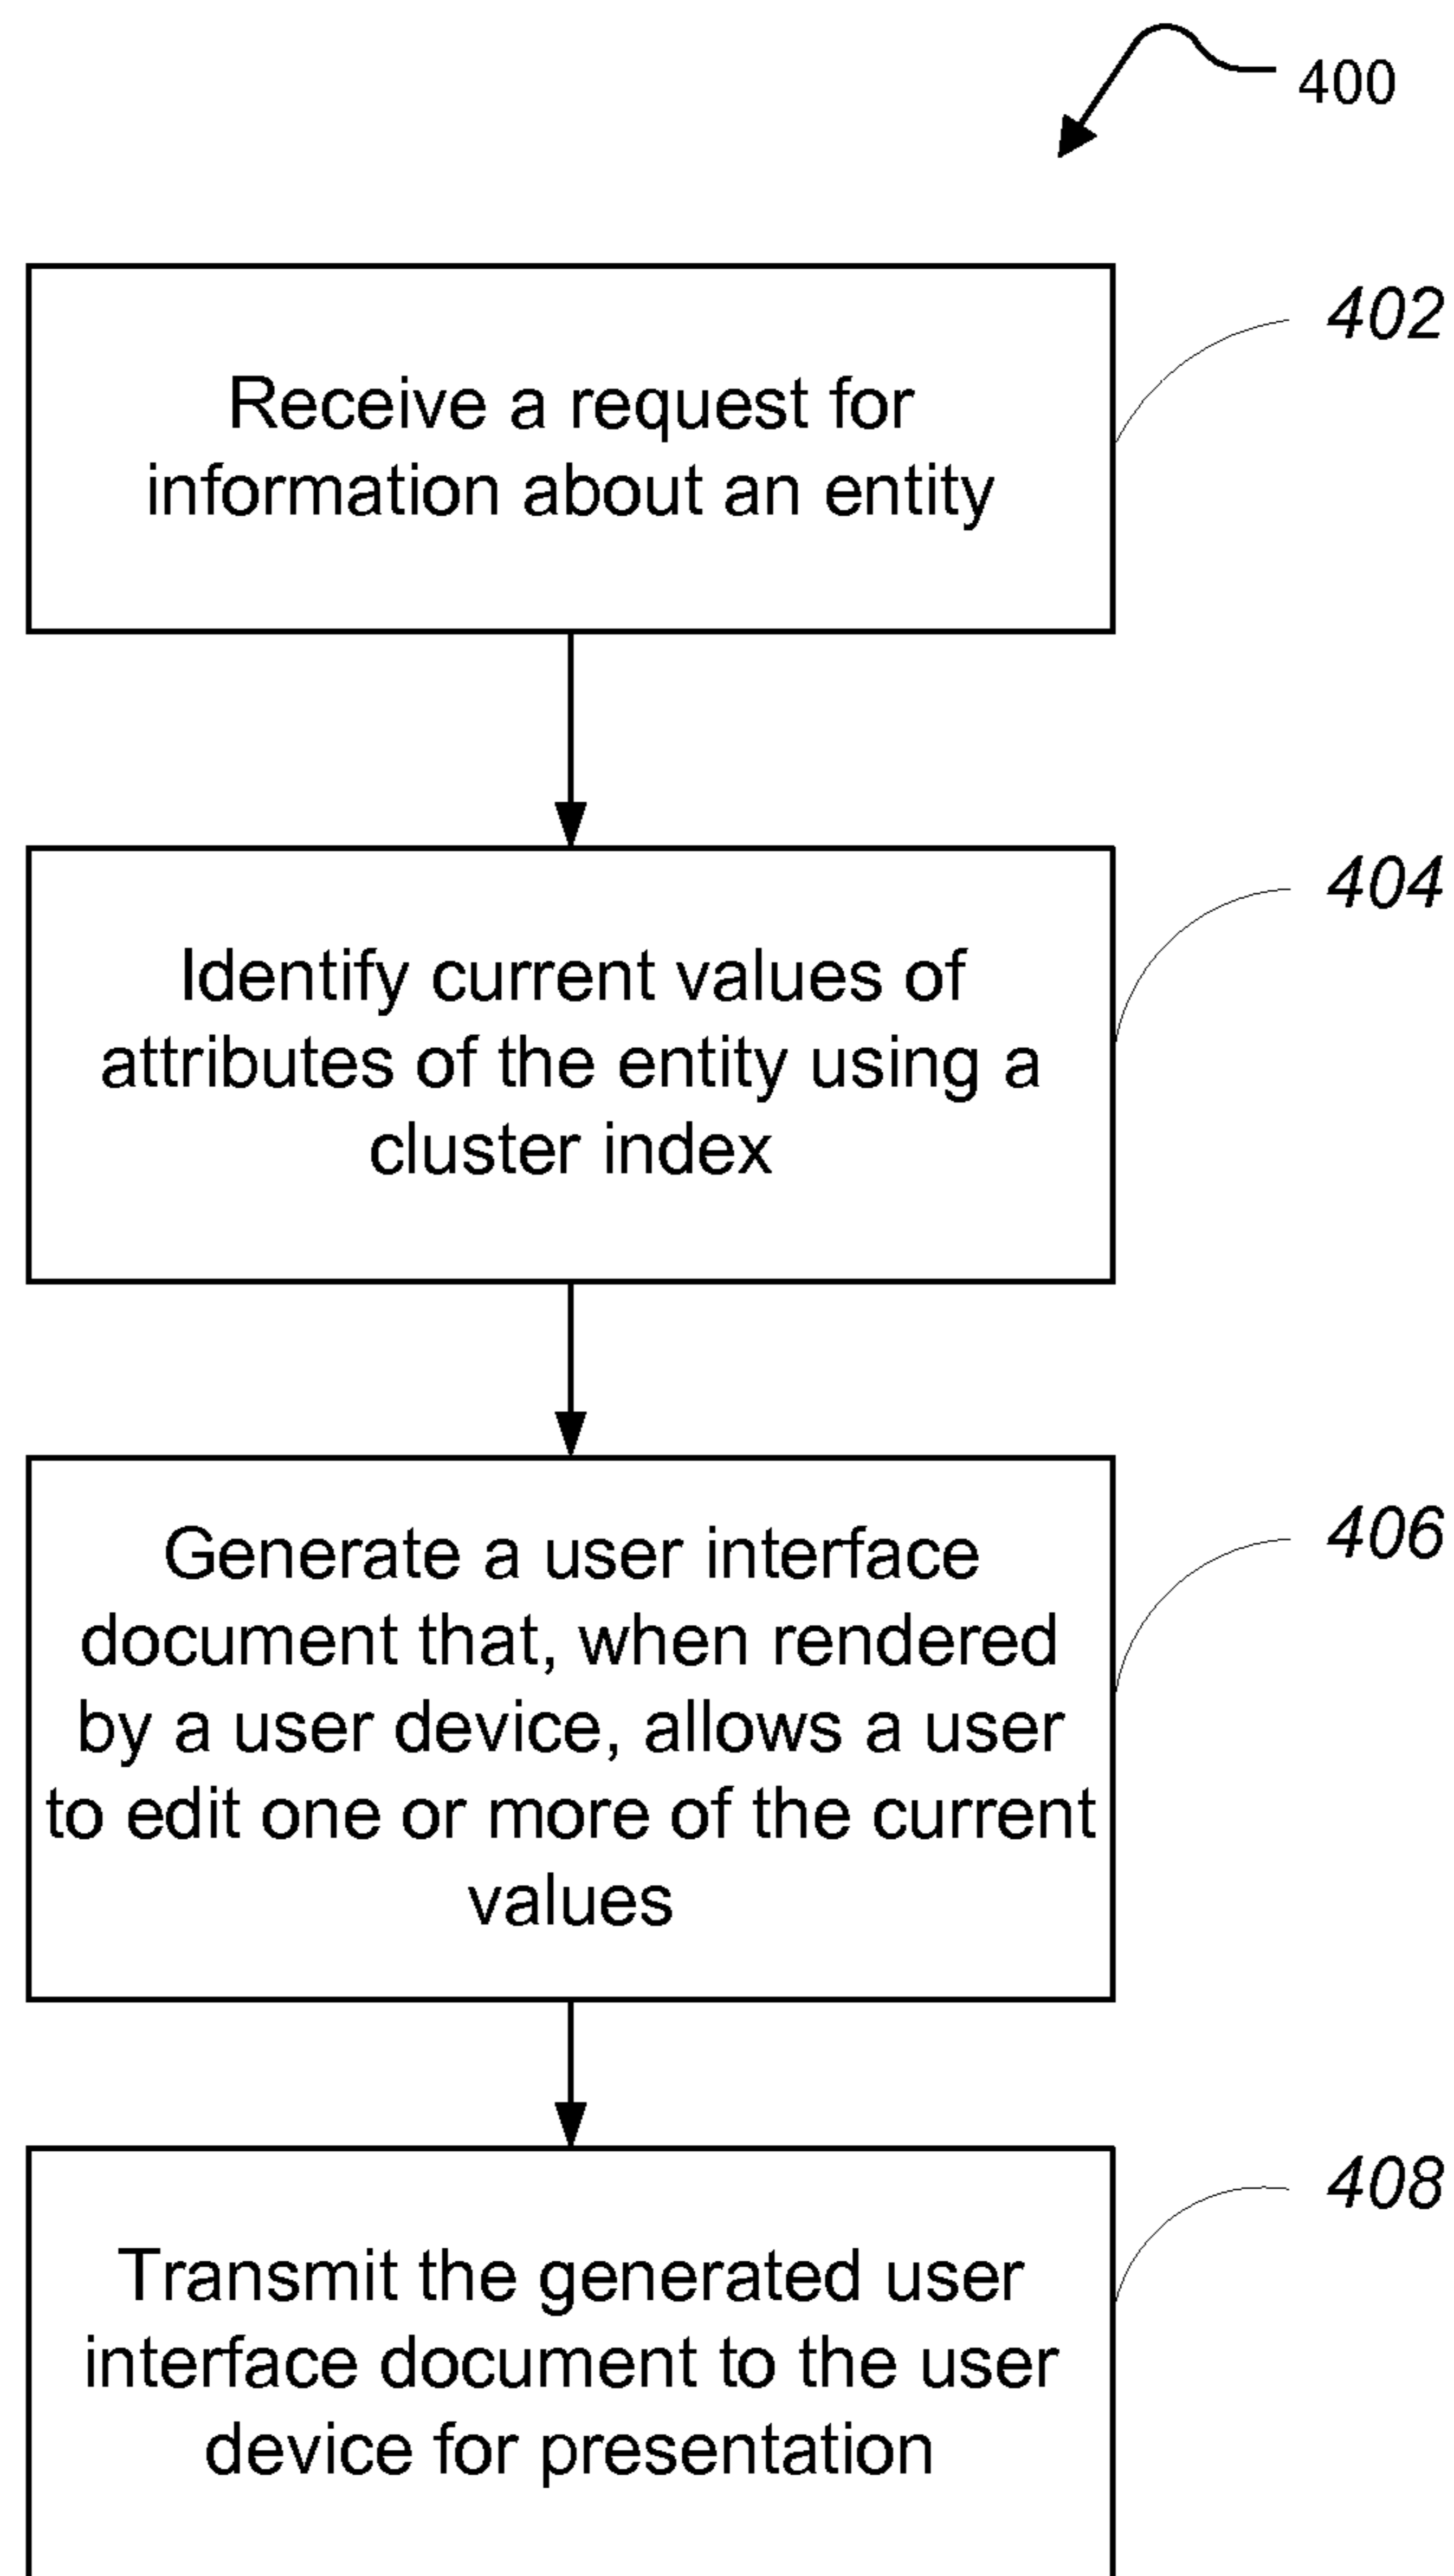 400
402
Receive a request for
information about an entity
404
Identify current values of
attributes of the entity using a
cluster index
406
Generate a user interface
document that, when rendered
by a user device, allows a user
to edit one or more of the current
values
408
Transmit the generated user
interface document to the user
device for presentation